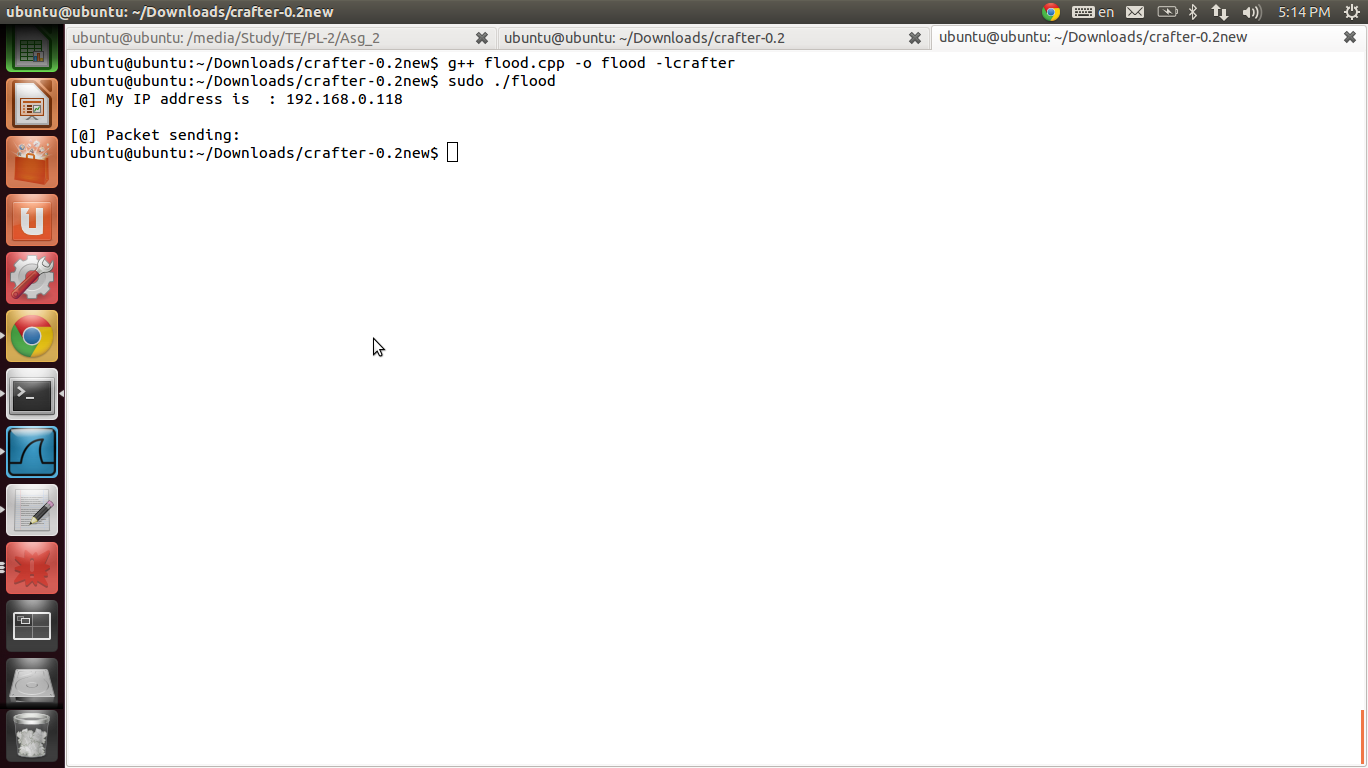 ubuntu@ubuntu: ~/Downloads/crafter-0.2new
en
5:14 PM
ubuntu@ubuntu: /media/Study/TE/PL-2/Asg_2
ubuntu@ubuntu: ~/Downloads/crafter-0.2
ubuntu@ubuntu: ~/Downloads/crafter-0.2new
ubuntu@ubuntu:~/Downloads/crafter-0.2new$ g++ flood.cpp -o flood -lcrafter
ubuntu@ubuntu:~/Downloads/crafter-0.2new$ sudo ./flood
[@] My IP address is  : 192.168.0.118
[@] Packet sending:
ubuntu@ubuntu:~/Downloads/crafter-0.2new$